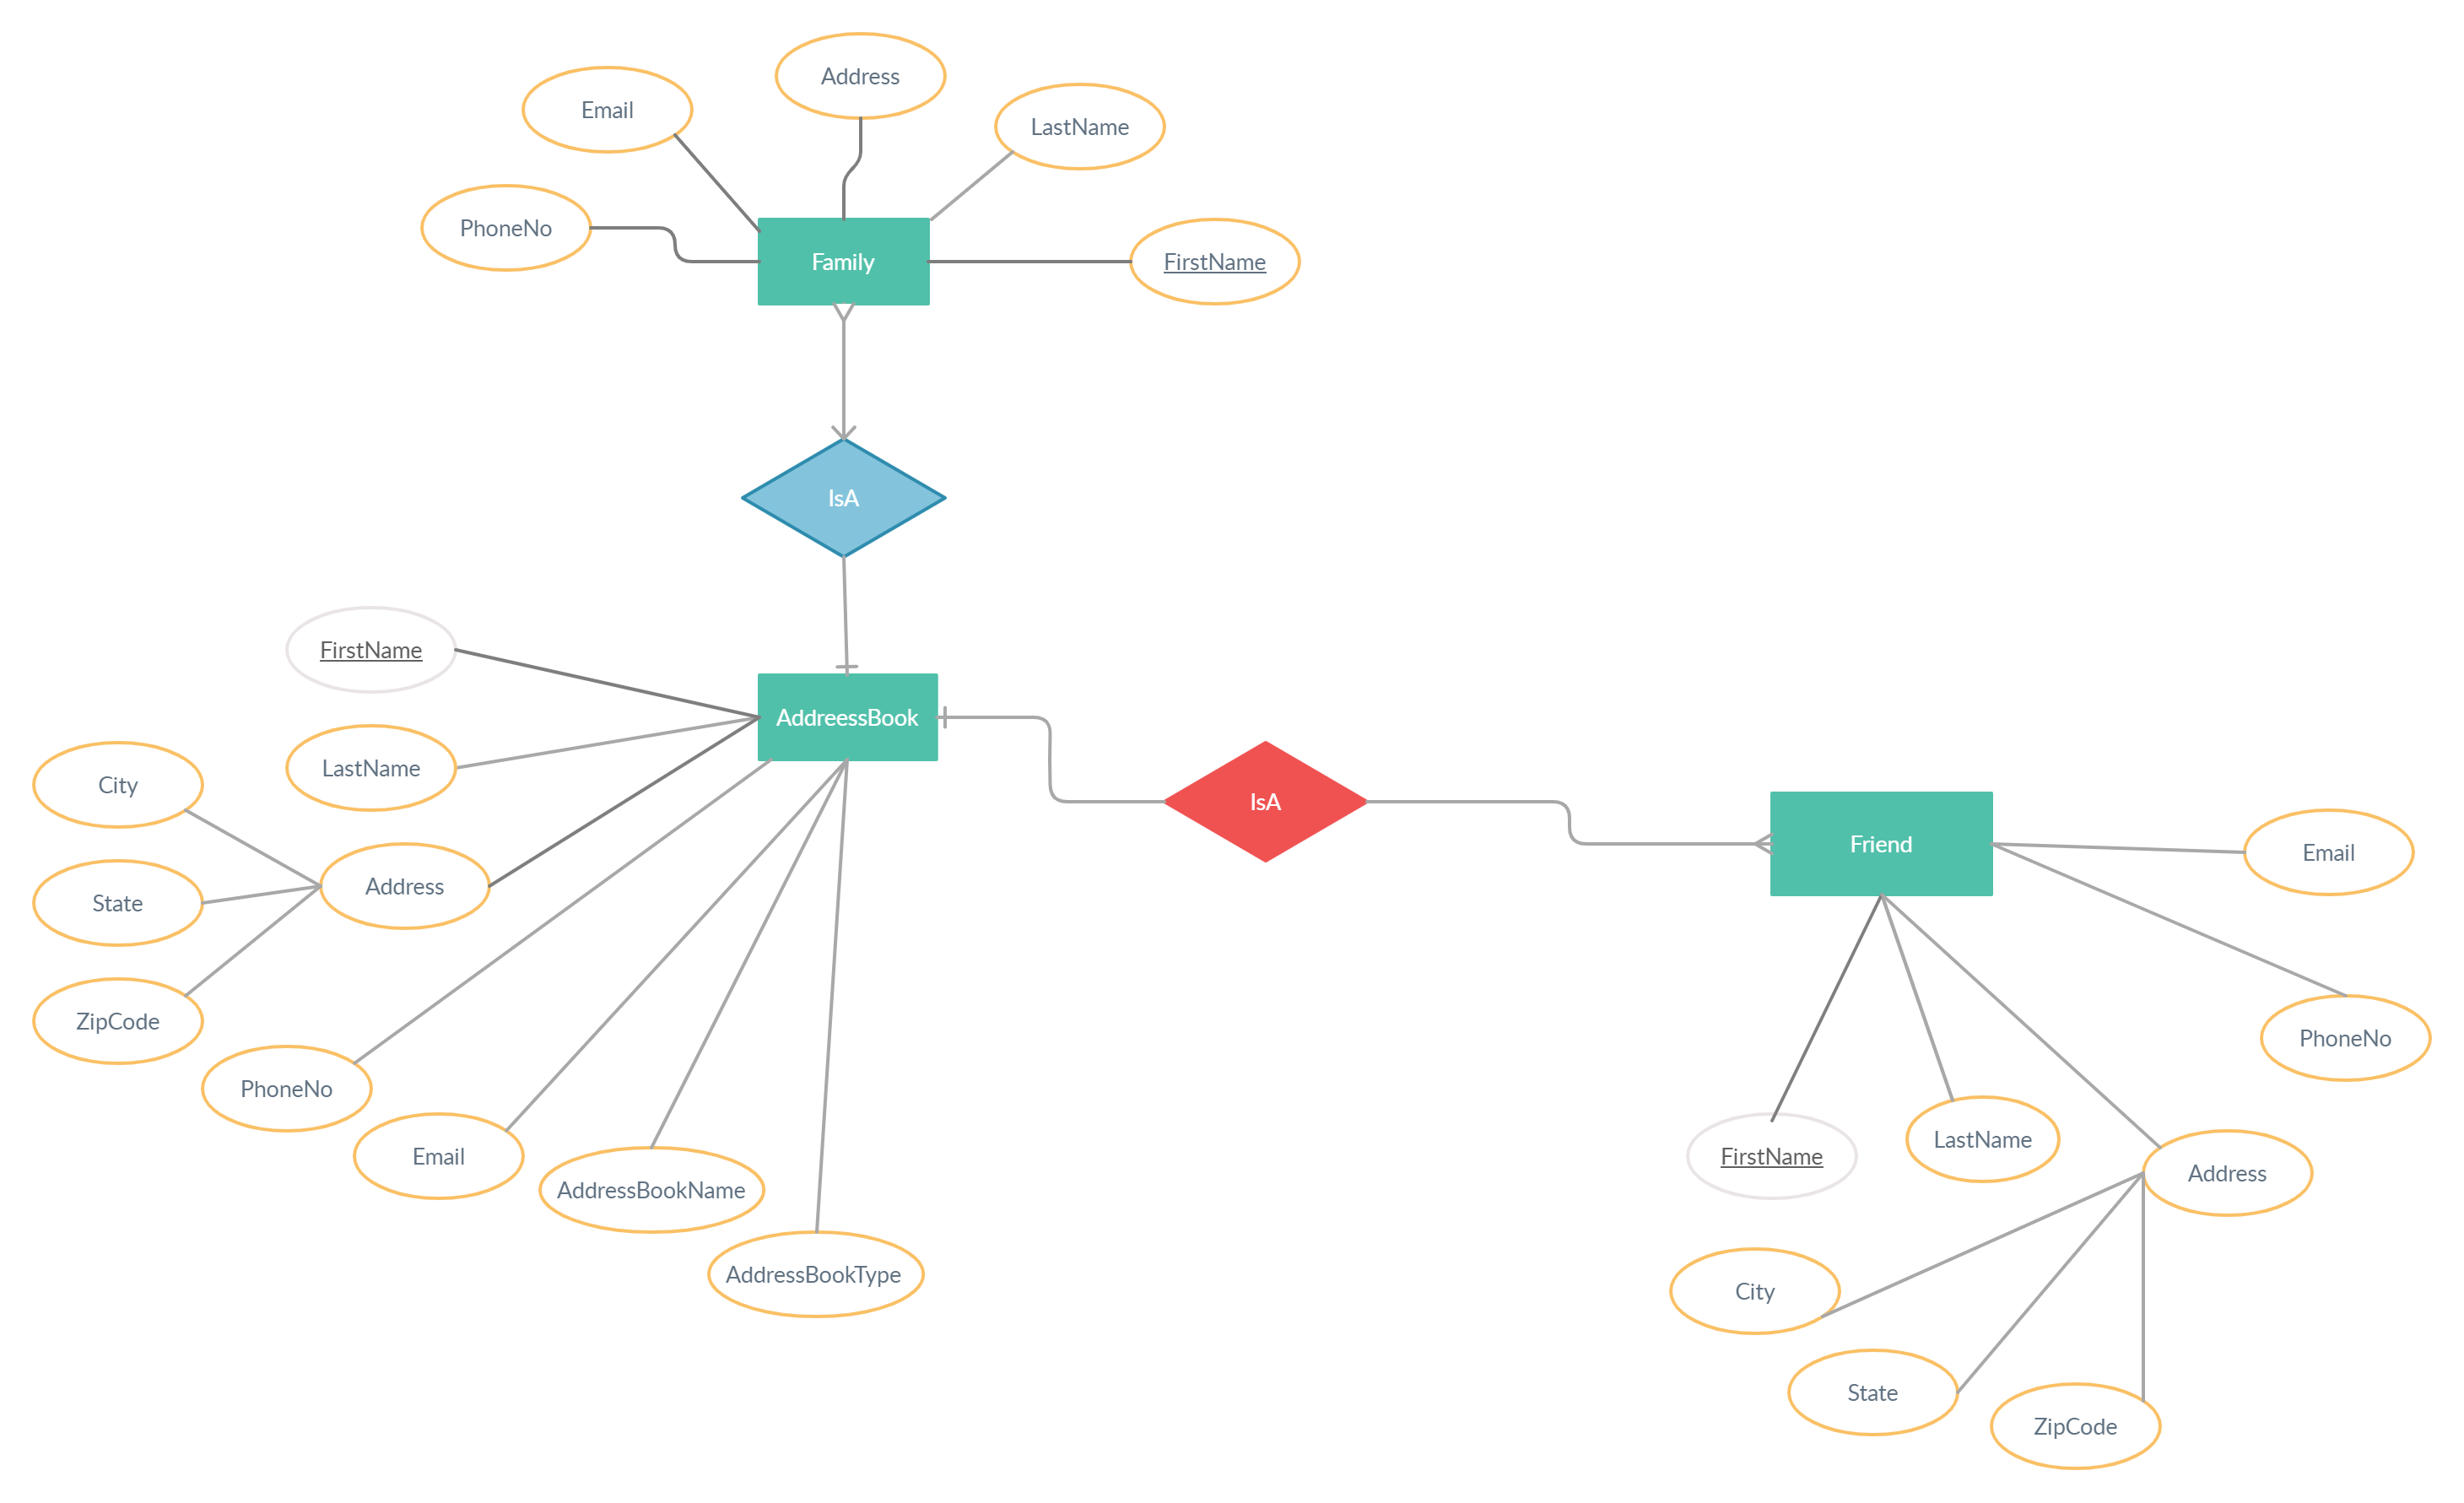 Address
Email
LastName
PhoneNo
Family
FirstName
IsA
FirstName
AddreessBook
LastName
City
IsA
Friend
Email
Address
State
ZipCode
PhoneNo
PhoneNo
Email
LastName
FirstName
Address
AddressBookName
AddressBookType
City
State
ZipCode